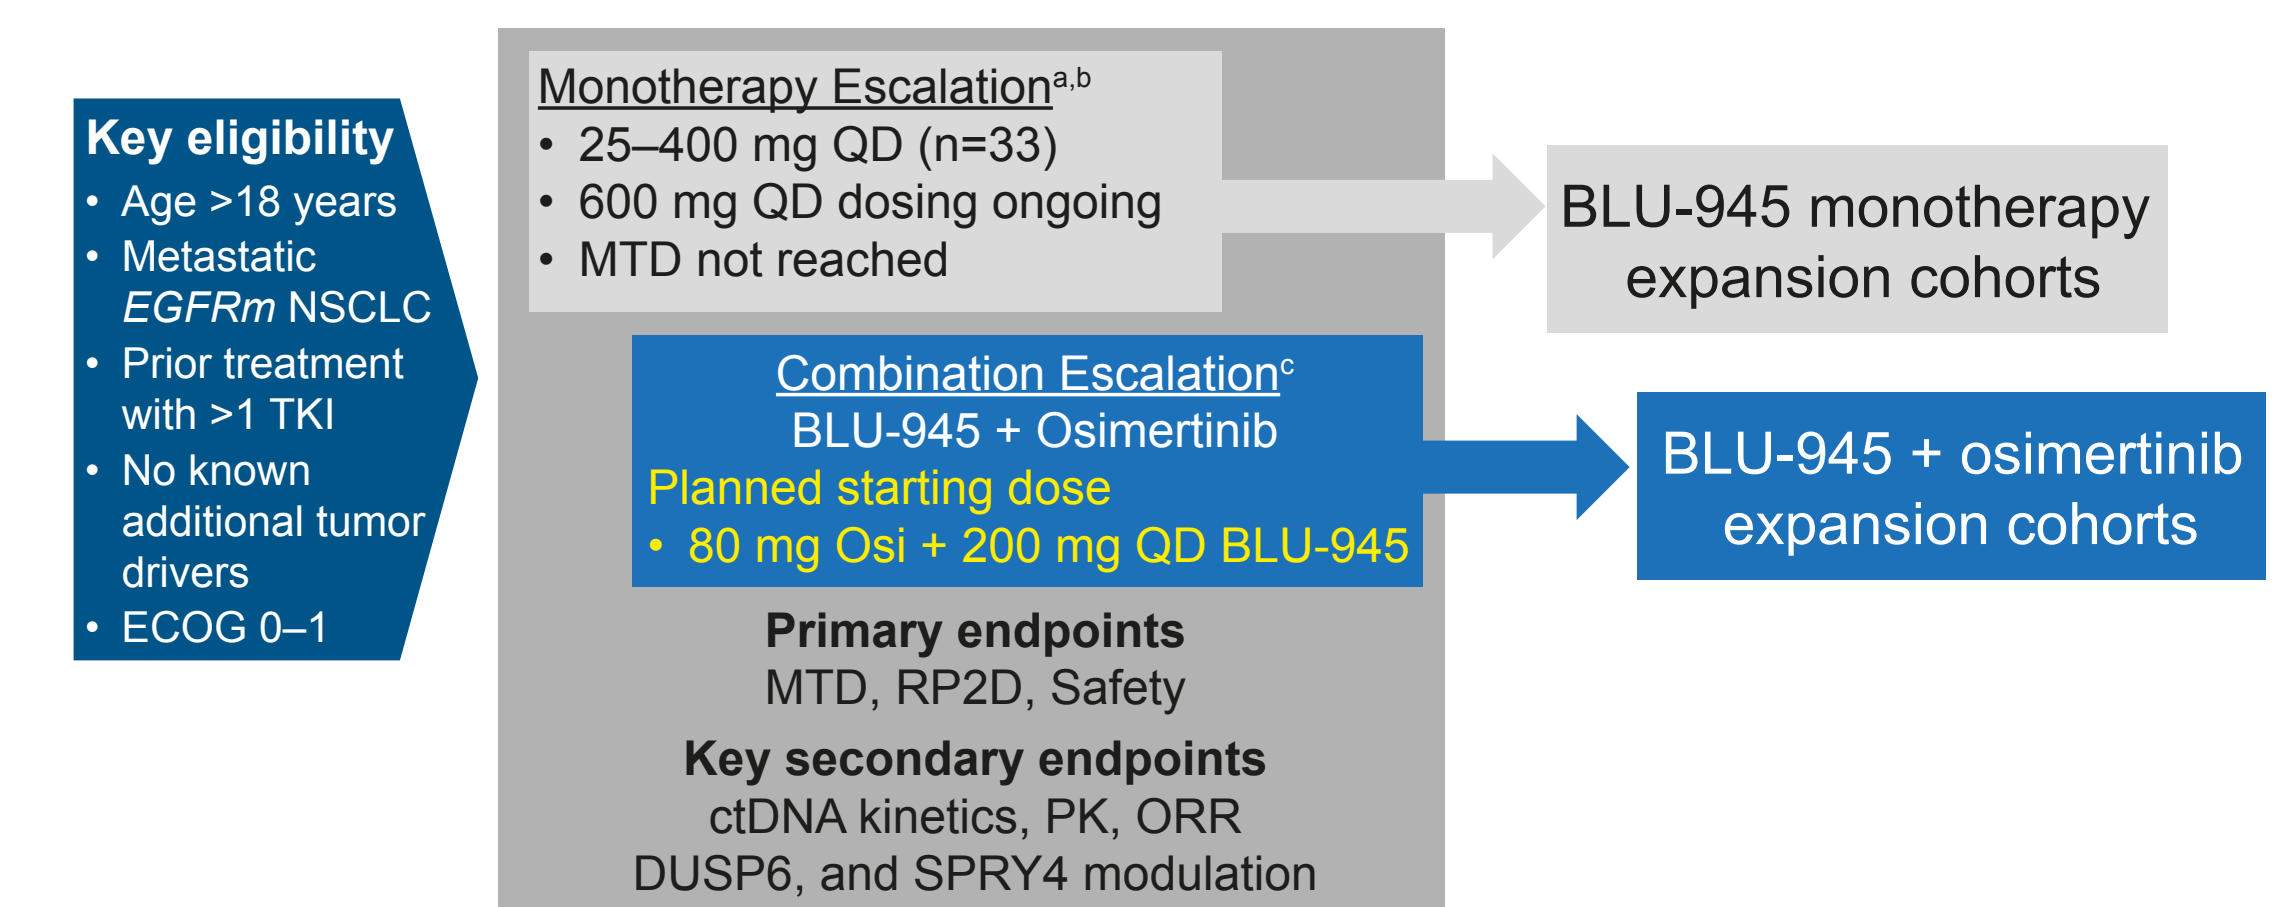 Key eligibility
• Age >18 years
• Metastatic
EGFRm NSCLC
• Prior treatment
with >1 TKI
• No known
additional tumor
drivers
• ECOG 0–1
Monotherapy Escalationa,b
• 25–400 mg QD (n=33)
• 600 mg QD dosing ongoing
• MTD not reached
Combination Escalationc
BLU-945 + Osimertinib
Planned starting dose
• 80 mg Osi + 200 mg QD BLU-945
Primary endpoints
MTD, RP2D, Safety
Key secondary endpoints
ctDNA kinetics, PK, ORR
DUSP6, and SPRY4 modulation
BLU-945 monotherapy
expansion cohorts
BLU-945 + osimertinib
expansion cohorts